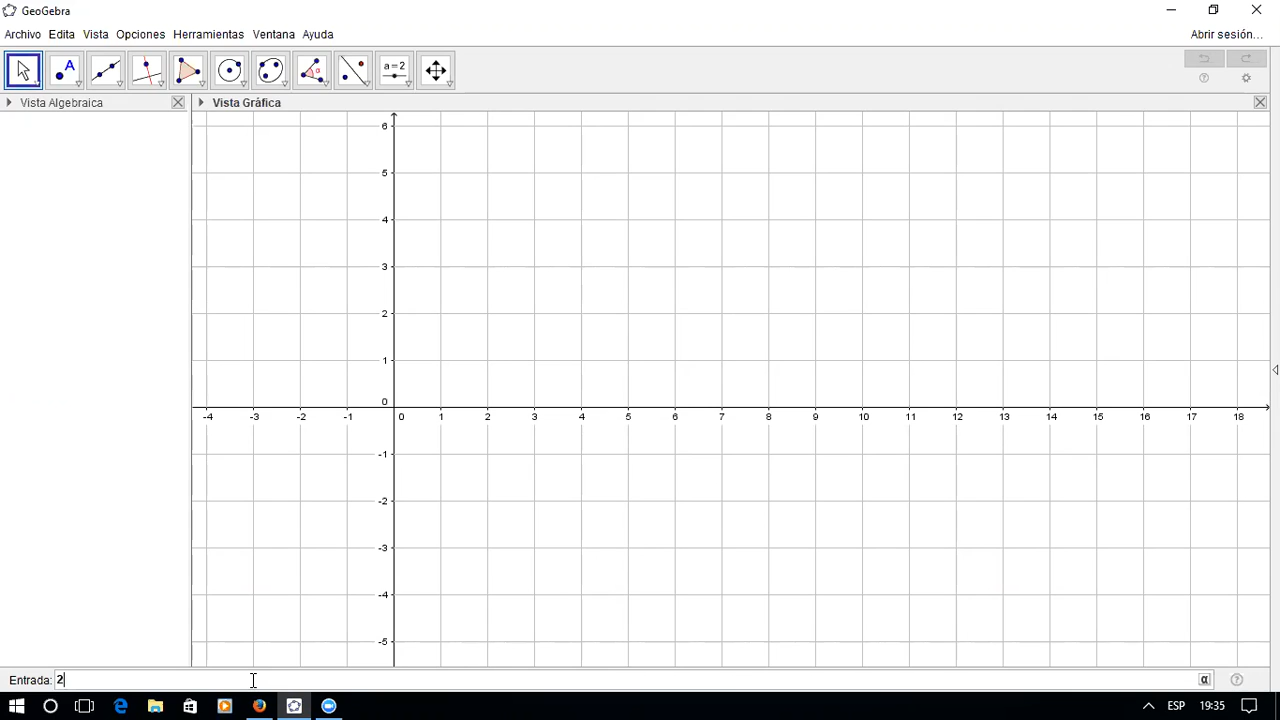 GeoGebra
Archivo Edita Vista Opciones Herramientas Ventana Ayuda
Abrir sesión...
A
α
a = 2
Vista Algebraica
Vista Gráfica
6
5
4
3
2
1
0
-4 -3 -2 -1 0 1 2 3 4 5 6 7 8 9 10 11 12 13 14 15 16 17 18
-1
-2
-3
-4
-5
Entrada: 2
α
ESP 19:35